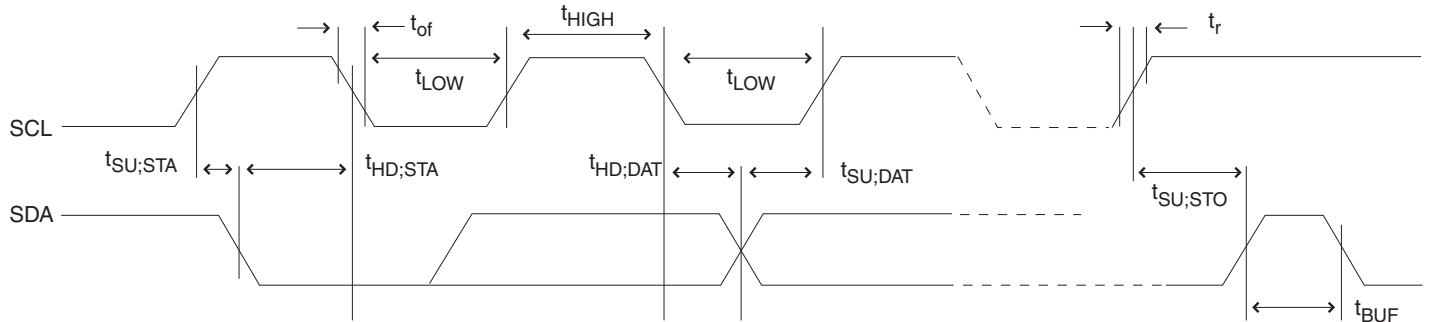 tof
tHIGH
tr
tLOW
tLOW
SCL
tSU;STA
tHD;STA
tHD;DAT
tSU;DAT
tSU;STO
SDA
tBUF